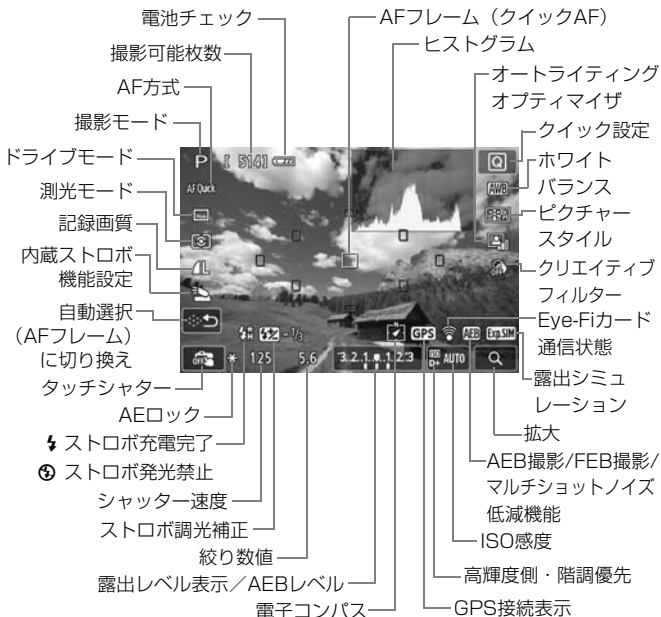 電池チェック
撮影可能枚数
AF方式
撮影モード
ドライブモード
測光モード
記録画質
内蔵ストロボ
機能設定
自動選択
（AFフレーム）
に切り換え
タッチシャター
AEロック
ストロボ充電完了
ストロボ発光禁止
シャッター速度
ストロボ調光補正
絞り数値
露出レベル表示／AEBレベル
電子コンパス
AFフレーム（クイックAF）
ヒストグラム
オートライティング
オプティマイザ
クイック設定
ホワイト
バランス
ピクチャー
スタイル
クリエイティブ
フィルター
Eye-Fiカード
通信状態
露出シミュ
レーション
拡大
AEB撮影/FEB撮影/
マルチショットノイズ
低減機能
ISO感度
高輝度側・階調優先
GPS接続表示
P [ 5141]
Q
AF Quick
AWB
L
OFF
-1/3
N
GPS
AEB
Exp.SIM
OFF
125
5.6
3..2..1..0..1..2..3
ISO
D+
AUTO